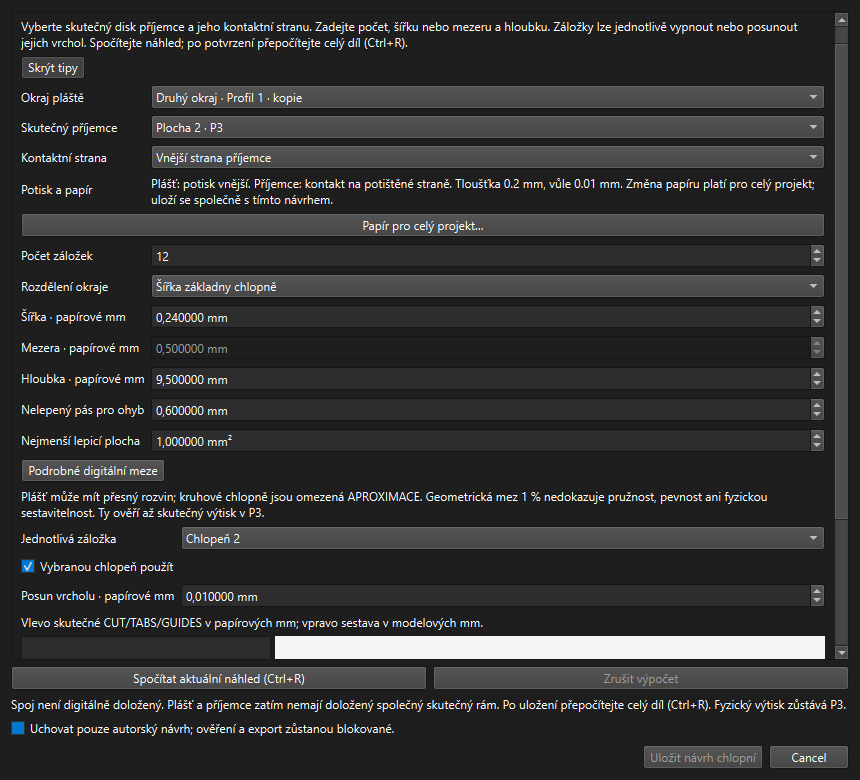 Vyberte skutečný disk příjemce a jeho kontaktní stranu. Zadejte počet, šířku nebo mezeru a hloubku. Záložky lze jednotlivě vypnout nebo posunout
jejich vrchol. Spočítejte náhled; po potvrzení přepočítejte celý díl (Ctrl+R).
Skrýt tipy
Okraj pláště Druhý okraj · Profil 1 · kopie
Skutečný příjemce Plocha 2 · P3
Kontaktní strana Vnější strana příjemce
Potisk a papír Plášť: potisk vnější. Příjemce: kontakt na potištěné straně. Tloušťka 0.2 mm, vůle 0.01 mm. Změna papíru platí pro celý projekt;
uloží se společně s tímto návrhem.
Papír pro celý projekt...
Počet záložek 12
Rozdělení okraje Šířka základny chlopně
Šířka · papírové mm 0,240000 mm
Mezera · papírové mm 0,500000 mm
Hloubka · papírové mm 9,500000 mm
Nelepený pás pro ohyb 0,600000 mm
Nejmenší lepicí plocha 1,000000 mm²
Podrobné digitální meze
Plášť může mít přesný rozvin; kruhové chlopně jsou omezená APROXIMACE. Geometrická mez 1 % nedokazuje pružnost, pevnost ani fyzickou
sestavitelnost. Ty ověří až skutečný výtisk v P3.
Jednotlivá záložka Chlopeň 2
Vybranou chlopeň použít
Posun vrcholu · papírové mm 0,010000 mm
Vlevo skutečné CUT/TABS/GUIDES v papírových mm; vpravo sestava v modelových mm.
Spočítat aktuální náhled (Ctrl+R) Zrušit výpočet
Spoj není digitálně doložený. Plášť a příjemce zatím nemají doložený společný skutečný rám. Po uložení přepočítejte celý díl (Ctrl+R). Fyzický výtisk zůstává P3.
Uchovat pouze autorský návrh; ověření a export zůstanou blokované.
Uložit návrh chlopní Cancel